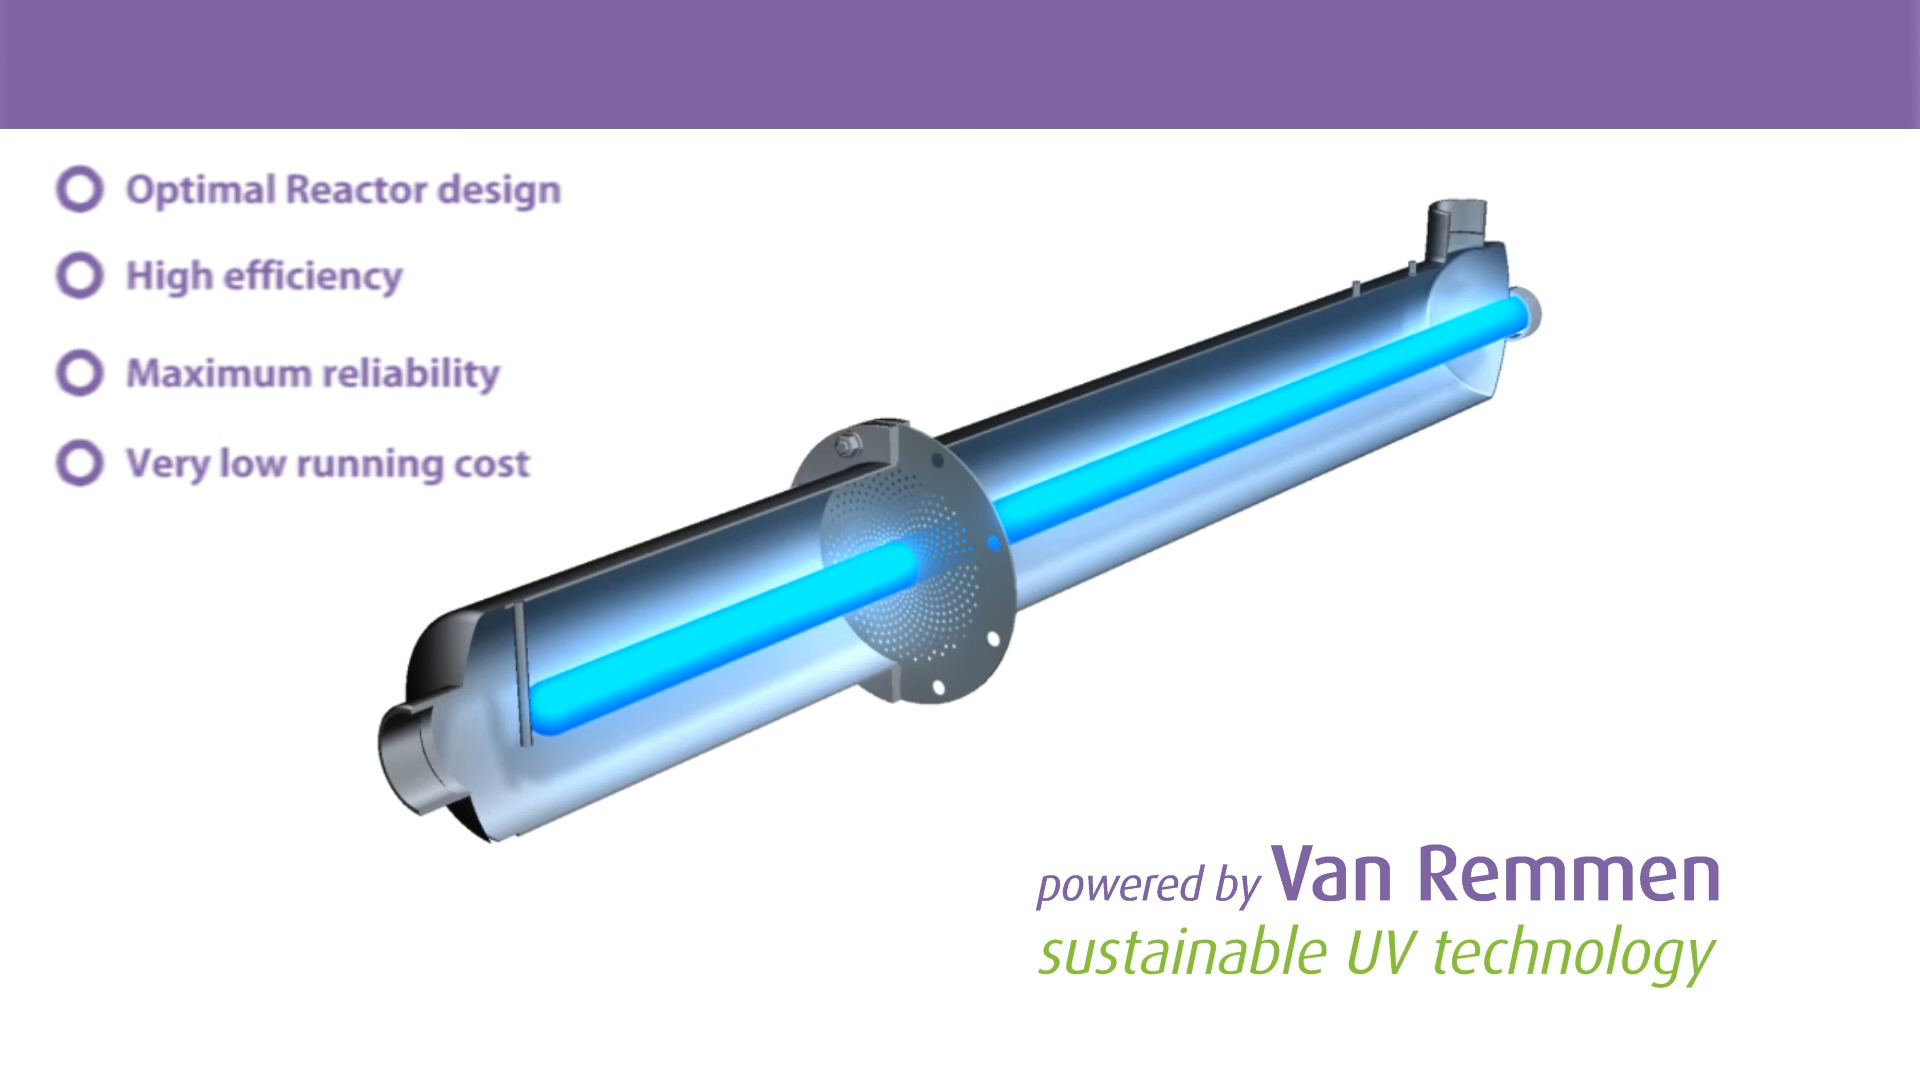 Optimal Reactor design
High efficiency
Maximum reliability
Very low running cost
powered by Van Remmen
sustainable UV technology